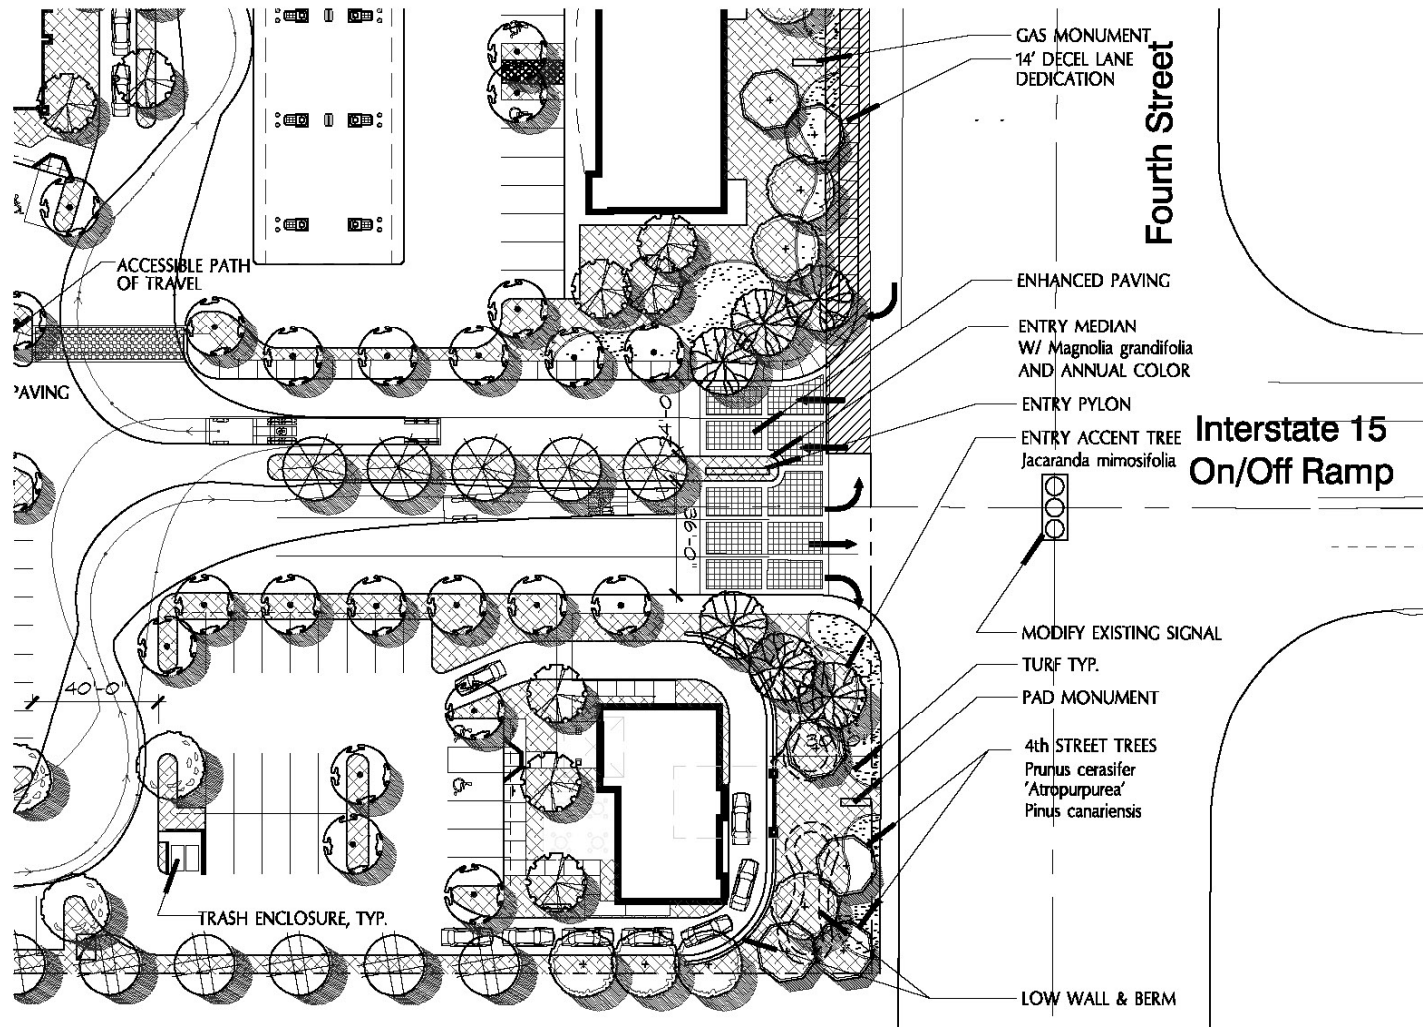 GAS MONUMENT
14' DECEL LANE
DEDICATION
Fourth Street
ACCESSIBLE PATH
OF TRAVEL
ENHANCED PAVING
ENTRY MEDIAN
W/ Magnolia grandifolia
AND ANNUAL COLOR
PAVING
24'-0
ENTRY PYLON
ENTRY ACCENT TREE
Jacaranda mimosifolia
Interstate 15
On/Off Ramp
36'-0
MODIFY EXISTING SIGNAL
TURF TYP.
40'-0"
PAD MONUMENT
4th STREET TREES
Prunus cerasifer
'Atropurpurea'
Pinus canariensis
TRASH ENCLOSURE, TYP.
LOW WALL & BERM